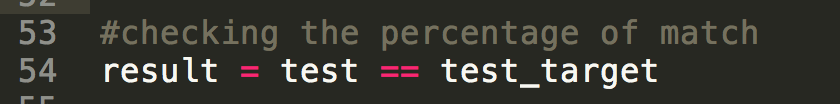 53 #checking the percentage of match
54 result = test == test_target